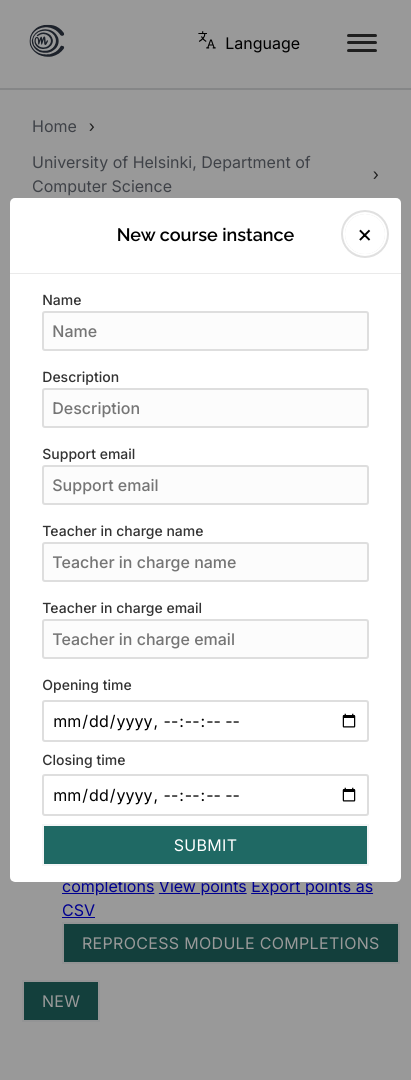 Language
Home ›
University of Helsinki, Department of
Computer Science ›
New course instance
Name
Name
Description
Description
Support email
Support email
Teacher in charge name
Teacher in charge name
Teacher in charge email
Teacher in charge email
Opening time
mm/dd/yyyy, --:--:-- --
Closing time
mm/dd/yyyy, --:--:-- --
SUBMIT
completions View points Export points as
CSV
REPROCESS MODULE COMPLETIONS
NEW